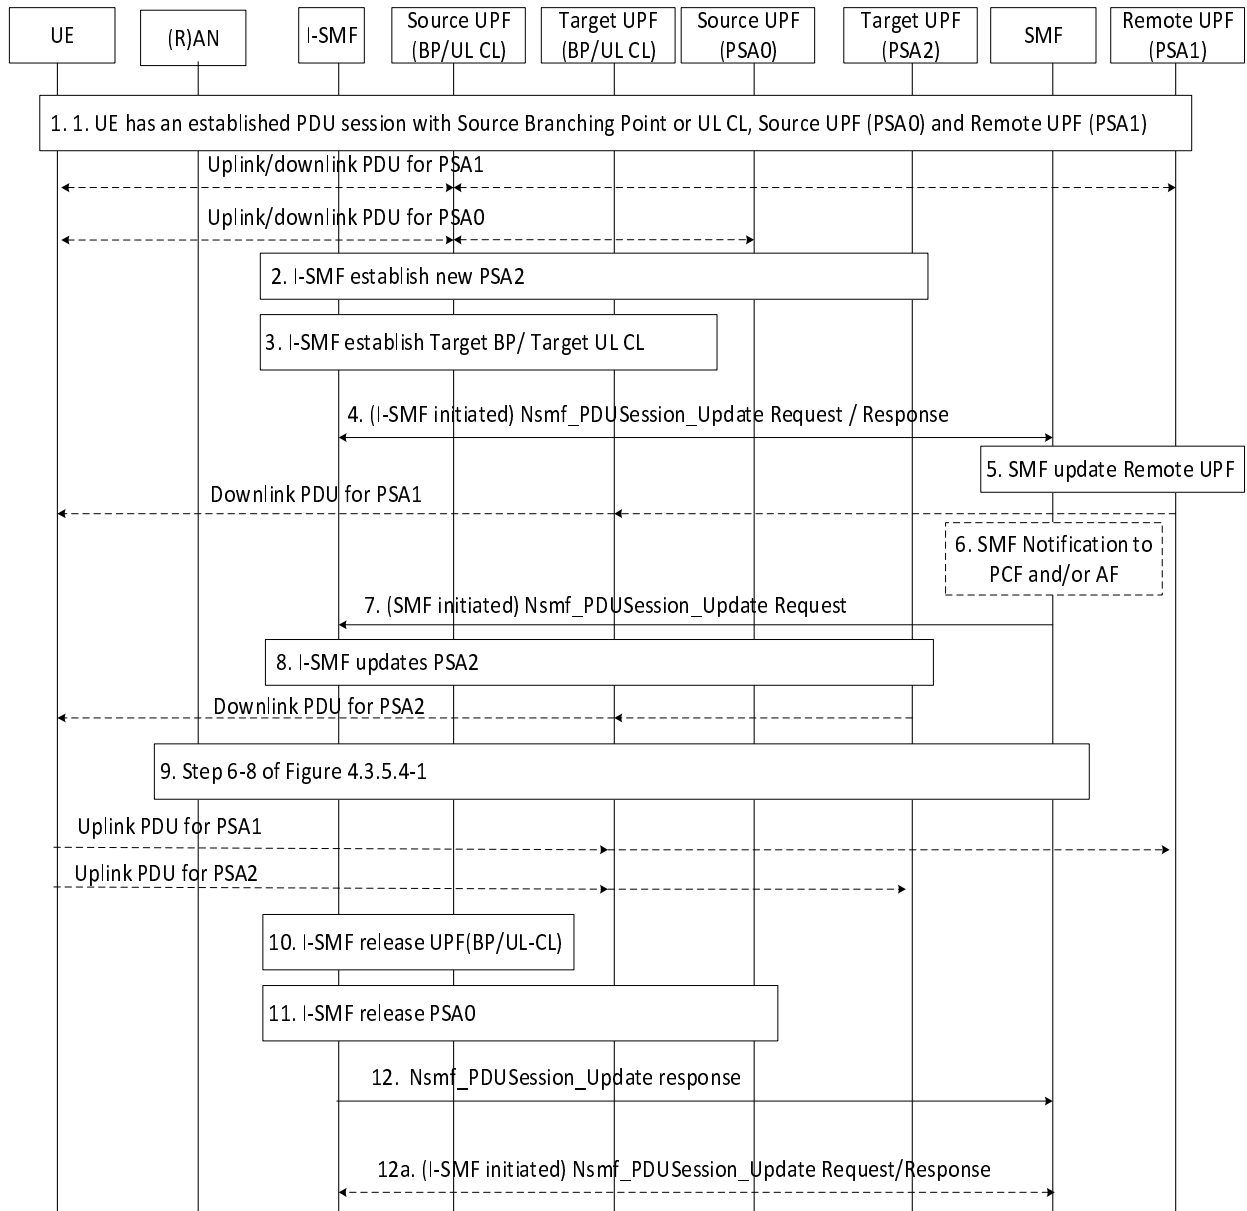 UE
(R)AN
I-SMF
Source UPF
(BP/UL CL)
Target UPF
(BP/UL CL)
Source UPF
(PSA0)
Target UPF
(PSA2)
SMF
Remote UPF
(PSA1)
1. 1. UE has an established PDU session with Source Branching Point or UL CL, Source UPF (PSA0) and Remote UPF (PSA1)
Uplink/downlink PDU for PSA1
Uplink/downlink PDU for PSA0
2. I-SMF establish new PSA2
3. I-SMF establish Target BP/ Target UL CL
4. (I-SMF initiated) Nsmf_PDUSession_Update Request / Response
5. SMF update Remote UPF
Downlink PDU for PSA1
6. SMF Notification to
PCF and/or AF
7. (SMF initiated) Nsmf_PDUSession_Update Request
8. I-SMF updates PSA2
Downlink PDU for PSA2
9. Step 6-8 of Figure 4.3.5.4-1
Uplink PDU for PSA1
Uplink PDU for PSA2
10. I-SMF release UPF(BP/UL-CL)
11. I-SMF release PSA0
12. Nsmf_PDUSession_Update response
12a. (I-SMF initiated) Nsmf_PDUSession_Update Request/Response